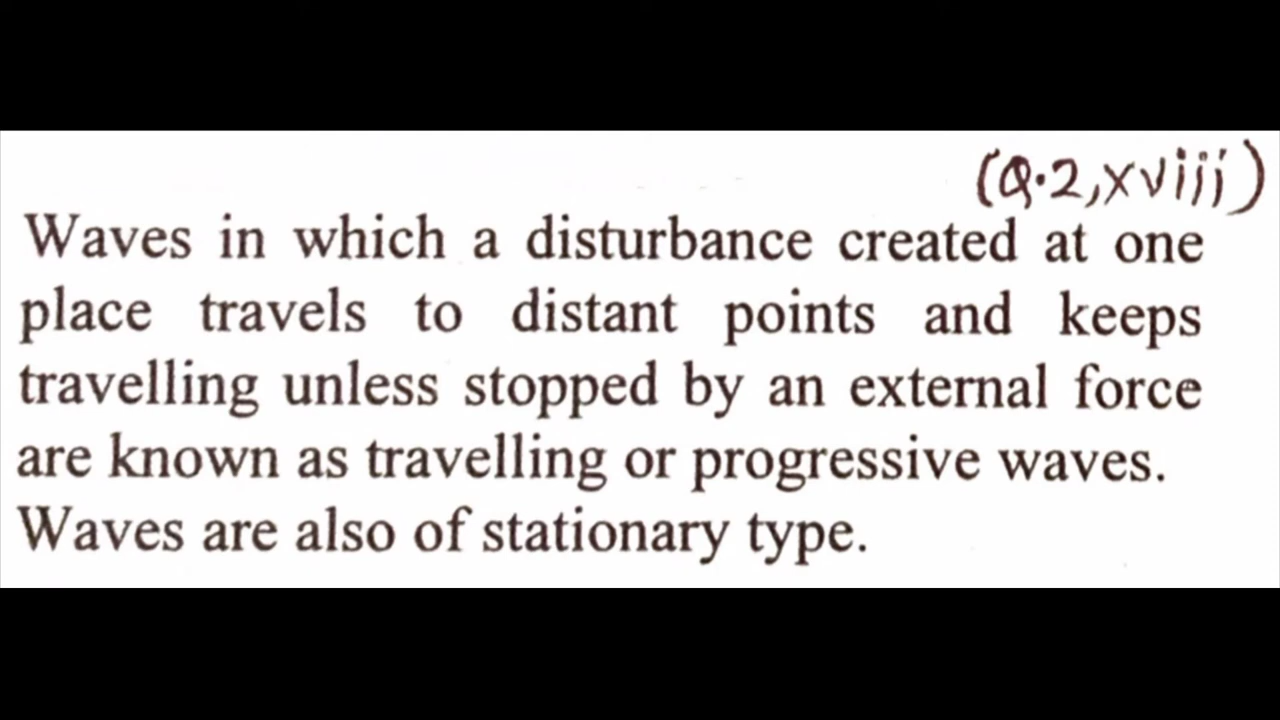 (Q.2,xviii)
Waves in which a disturbance created at one
place travels to distant points and keeps
travelling unless stopped by an external force
are known as travelling or progressive waves.
Waves are also of stationary type.